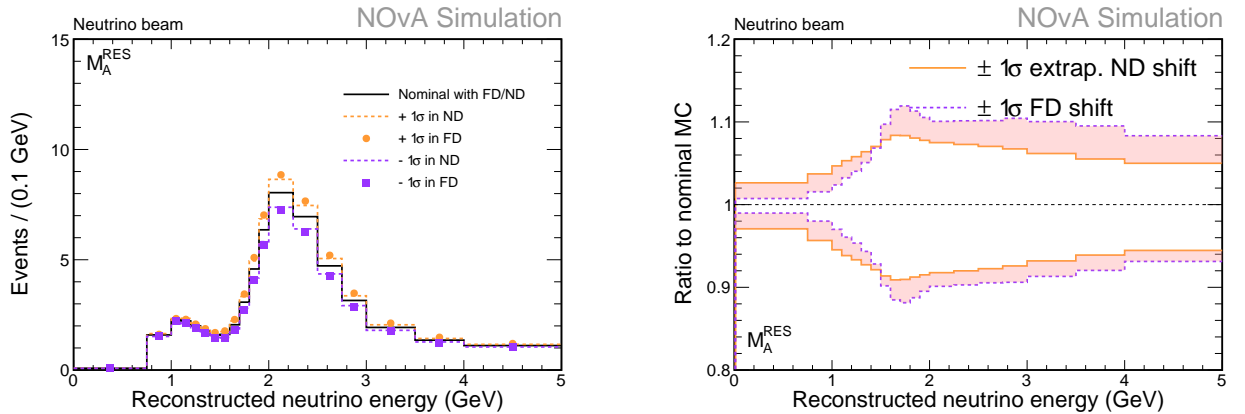 Neutrino beam
NOvA Simulation
M_A^RES
Nominal with FD/ND
+ 1σ in ND
+ 1σ in FD
- 1σ in ND
- 1σ in FD
Events / (0.1 GeV)
15
10
5
0
0 1 2 3 4 5
Reconstructed neutrino energy (GeV)
Neutrino beam
NOvA Simulation
± 1σ extrap. ND shift
± 1σ FD shift
Ratio to nominal MC
1.2
1.1
1
0.9
0.8
M_A^RES
0 1 2 3 4 5
Reconstructed neutrino energy (GeV)